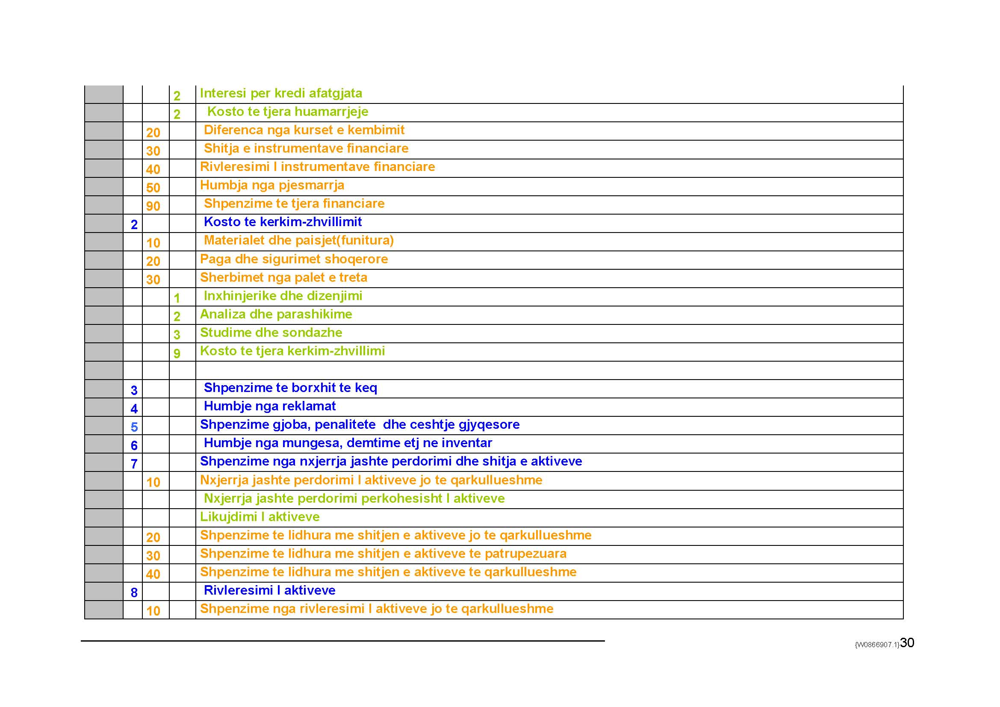 2 Interesi per kredi afatgjata
2 Kosto te tjera huamarrjeje
20 Diferenca nga kurset e kembimit
30 Shitja e instrumentave financiare
40 Rivleresimi I instrumentave financiare
50 Humbja nga pjesmarrja
90 Shpenzime te tjera financiare
2 Kosto te kerkim-zhvillimit
10 Materialet dhe paisjet(funitura)
20 Paga dhe sigurimet shoqerore
30 Sherbimet nga palet e treta
1 Inxhinjerike dhe dizenjimi
2 Analiza dhe parashikime
3 Studime dhe sondazhe
9 Kosto te tjera kerkim-zhvillimi
3 Shpenzime te borxhit te keq
4 Humbje nga reklamat
5 Shpenzime gjoba, penalitete  dhe ceshtje gjyqesore
6 Humbje nga mungesa, demtime etj ne inventar
7 Shpenzime nga nxjerrja jashte perdorimi dhe shitja e aktiveve
10 Nxjerrja jashte perdorimi I aktiveve jo te qarkullueshme
Nxjerrja jashte perdorimi perkohesisht I aktiveve
Likujdimi I aktiveve
20 Shpenzime te lidhura me shitjen e aktiveve jo te qarkullueshme
30 Shpenzime te lidhura me shitjen e aktiveve te patrupezuara
40 Shpenzime te lidhura me shitjen e aktiveve te qarkullueshme
8 Rivleresimi I aktiveve
10 Shpenzime nga rivleresimi I aktiveve jo te qarkullueshme
{W0866907.1}30